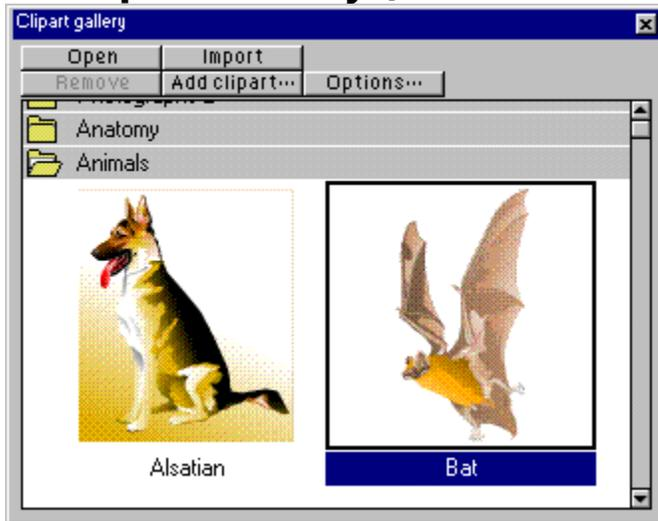 Clipart gallery
Open Import
Remove Add clipart... Options...
Anatomy
Animals
Alsatian Bat